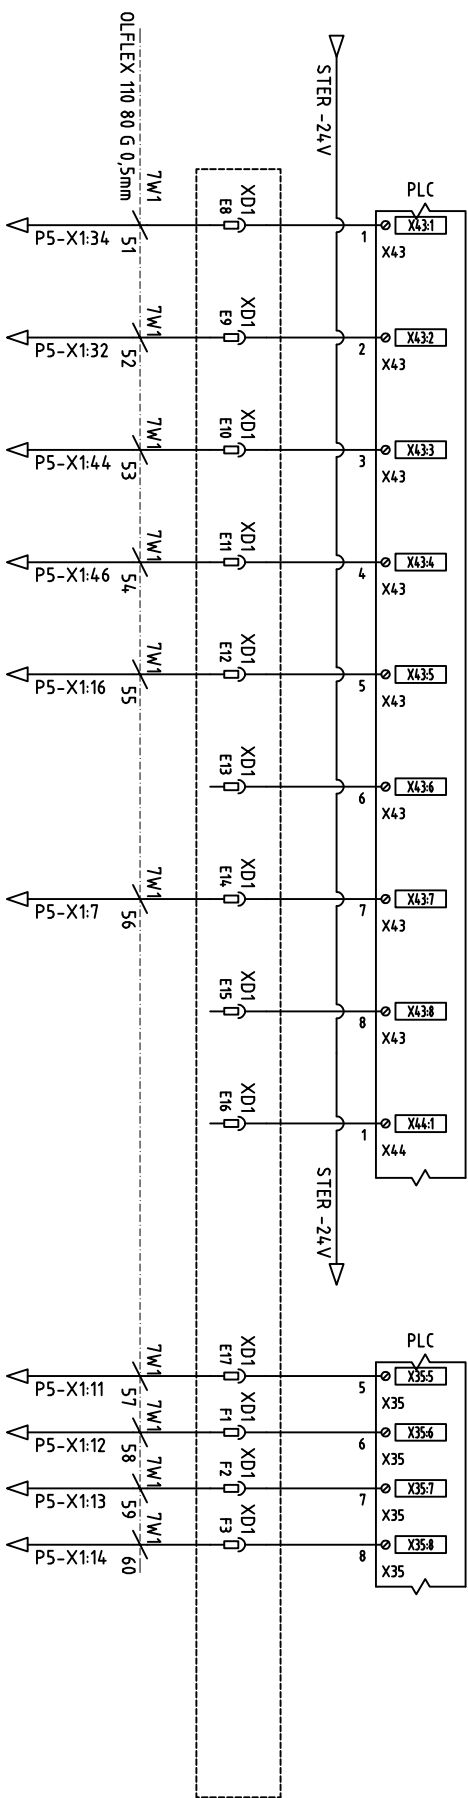 PLC
STER -24V
OLFLEX 110 80 G 0,5mm
7W1
XD1
E8
X43:1
1
X43
51
P5-X1:34
7W1
XD1
E9
X43:2
2
X43
52
P5-X1:32
7W1
XD1
E10
X43:3
3
X43
53
P5-X1:44
7W1
XD1
E11
X43:4
4
X43
54
P5-X1:46
7W1
XD1
E12
X43:5
5
X43
55
P5-X1:16
XD1
E13
X43:6
6
X43
7W1
XD1
E14
X43:7
7
X43
56
P5-X1:7
XD1
E15
X43:8
8
X43
XD1
E16
X44:1
1
X44
STER -24V
PLC
7W1
XD1
E17
X35:5
5
X35
57
P5-X1:11
7W1
XD1
F1
X35:6
6
X35
58
P5-X1:12
7W1
XD1
F2
X35:7
7
X35
59
P5-X1:13
7W1
XD1
F3
X35:8
8
X35
60
P5-X1:14